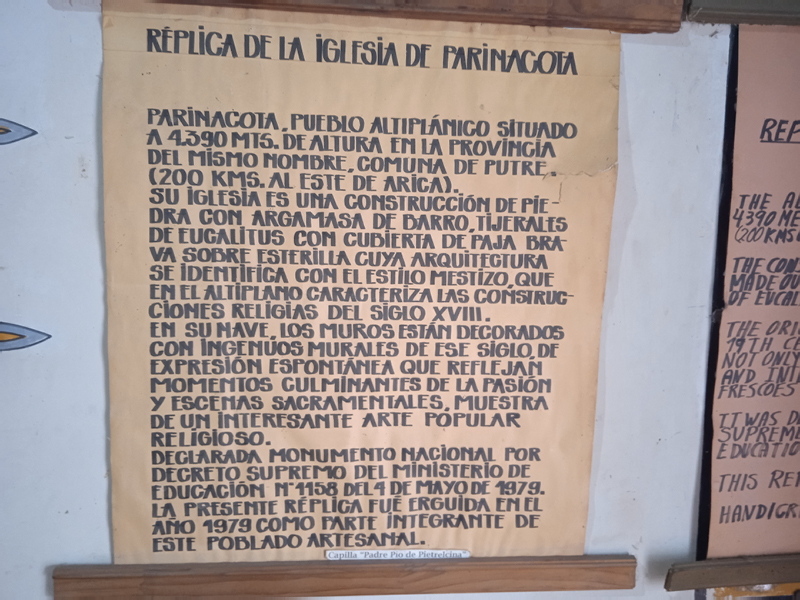 RÉPLICA DE LA IGLESIA DE PARINACOTA
PARINACOTA, PUEBLO ALTIPLÁNICO SITUADO
A 4.390 MTS. DE ALTURA EN LA PROVINCIA
DEL MISMO NOMBRE, COMUNA DE PUTRE.
(200 KMS. AL ESTE DE ARICA).
SU IGLESIA ES UNA CONSTRUCCIÓN DE PIE-
DRA CON ARGAMASA DE BARRO, TIJERALES
DE EUCALITUS CON CUBIERTA DE PAJA BRA-
VA SOBRE ESTERILLA CUYA ARQUITECTURA
SE IDENTIFICA CON EL ESTILO MESTIZO, QUE
EN EL ALTIPLANO CARACTERIZA LAS CONSTRUC-
CIONES RELIGIAS DEL SIGLO XVIII.
EN SU NAVE, LOS MUROS ESTÁN DECORADOS
CON INGENUOS MURALES DE ESE SIGLO, DE
EXPRESIÓN ESPONTÁNEA QUE REFLEJAN
MOMENTOS CULMINANTES DE LA PASIÓN
Y ESCENAS SACRAMENTALES, MUESTRA
DE UN INTERESANTE ARTE POPULAR
RELIGIOSO.
DECLARADA MONUMENTO NACIONAL POR
DECRETO SUPREMO DEL MINISTERIO DE
EDUCACIÓN N°1158 DEL 4 DE MAYO DE 1979.
LA PRESENTE RÉPLICA FUÉ ERGUIDA EN EL
AÑO 1979 COMO PARTE INTEGRANTE DE
ESTE POBLADO ARTESANAL.
Capilla "Padre Pío de Pietrelcina"
REP
THE AL
4390 ME
(200 KMS
THE CON
MADE OU
OF EUCAL
THE ORI
19TH CE
NOT ONLY
AND INI
FRESCOES
IT WAS D
SUPREME
EDUCATIO
THIS REP
HANDIGR